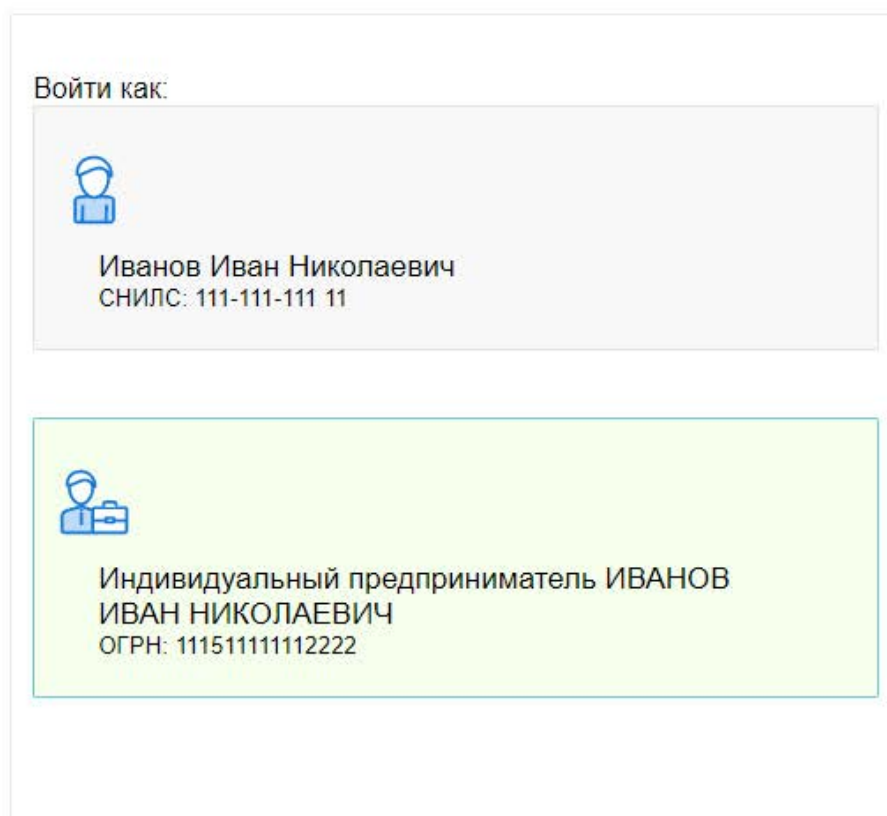 Войти как:
Иванов Иван Николаевич
СНИЛС: 111-111-111 11
Индивидуальный предприниматель ИВАНОВ
ИВАН НИКОЛАЕВИЧ
ОГРН: 111511111112222